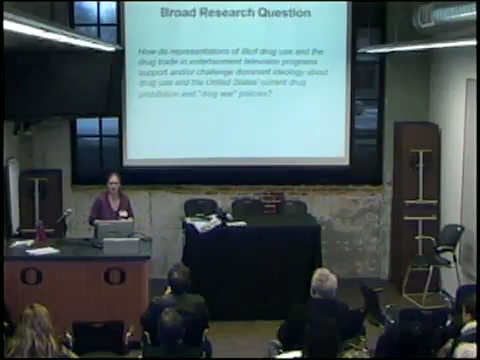 Broad Research Question
How do representations of illicit drug use and the
drug trade in entertainment television programs
support and/or challenge dominant ideology about
drug use and the United States' current drug
prohibition and "drug war" policies?
O
O